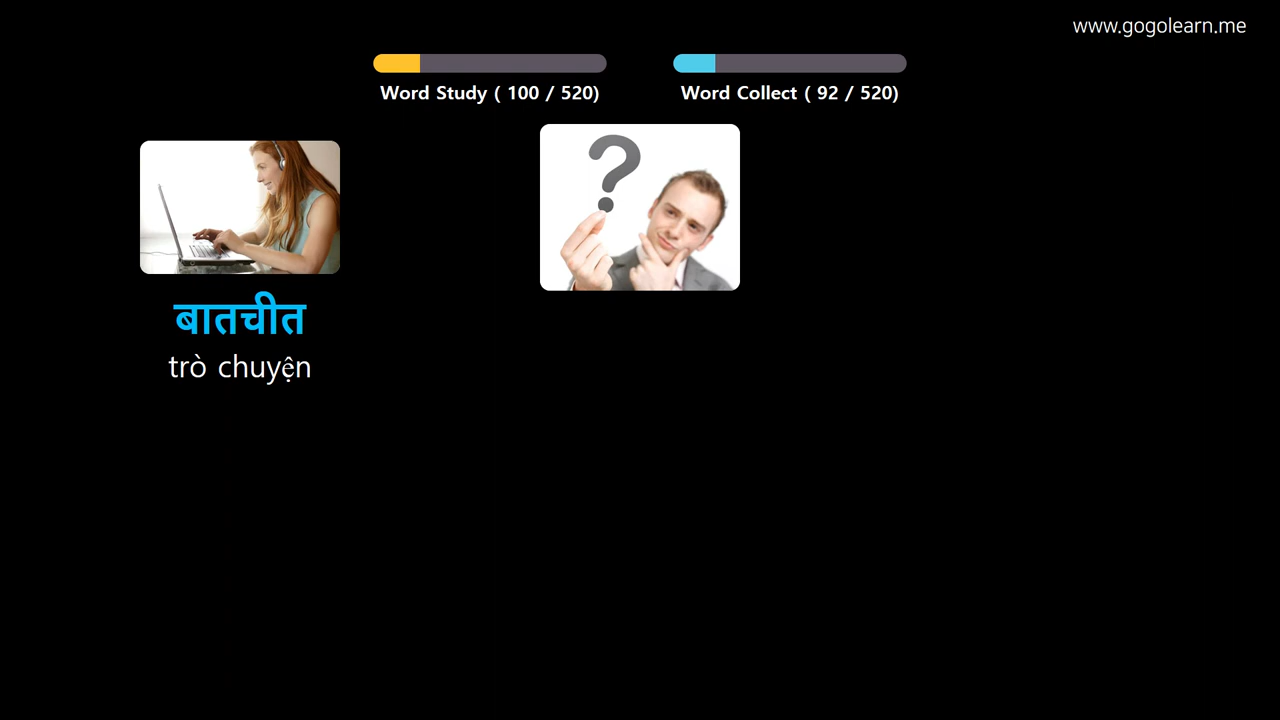 www.gogolearn.me
Word Study ( 100 / 520)
Word Collect ( 92 / 520)
?
बातचीत
trò chuyện